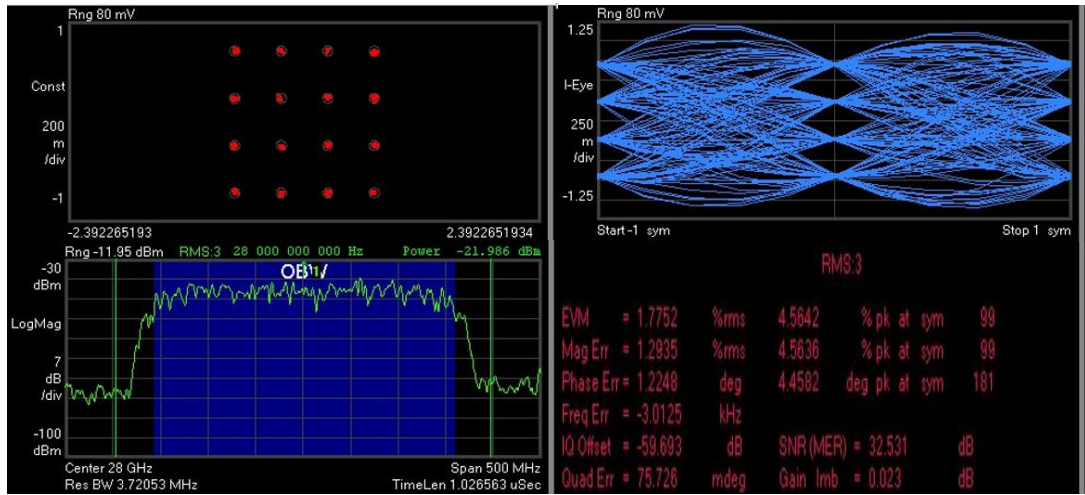 Rng 80 mV
1
Const
200
m
/div
-1
-2.392265193 2.3922651934
Rng 80 mV
1.25
I-Eye
250
m
/div
-1.25
Start -1 sym Stop 1 sym
Rng -11.95 dBm RMS:3 28 000 000 000 Hz Power -21.986 dBm
-30
dBm
LogMag
7
dB
/div
-100
dBm
Center 28 GHz Span 500 MHz
Res BW 3.72053 MHz TimeLen 1.026563 uSec
RMS:3
EVM = 1.7752 %rms 4.5642 % pk at sym 99
Mag Err = 1.2935 %rms 4.5636 % pk at sym 99
Phase Err = 1.2248 deg 4.4582 deg pk at sym 181
Freq Err = -3.0125 kHz
IQ Offset = -59.693 dB SNR (MER) = 32.531 dB
Quad Err = 75.726 mdeg Gain Imb = 0.023 dB